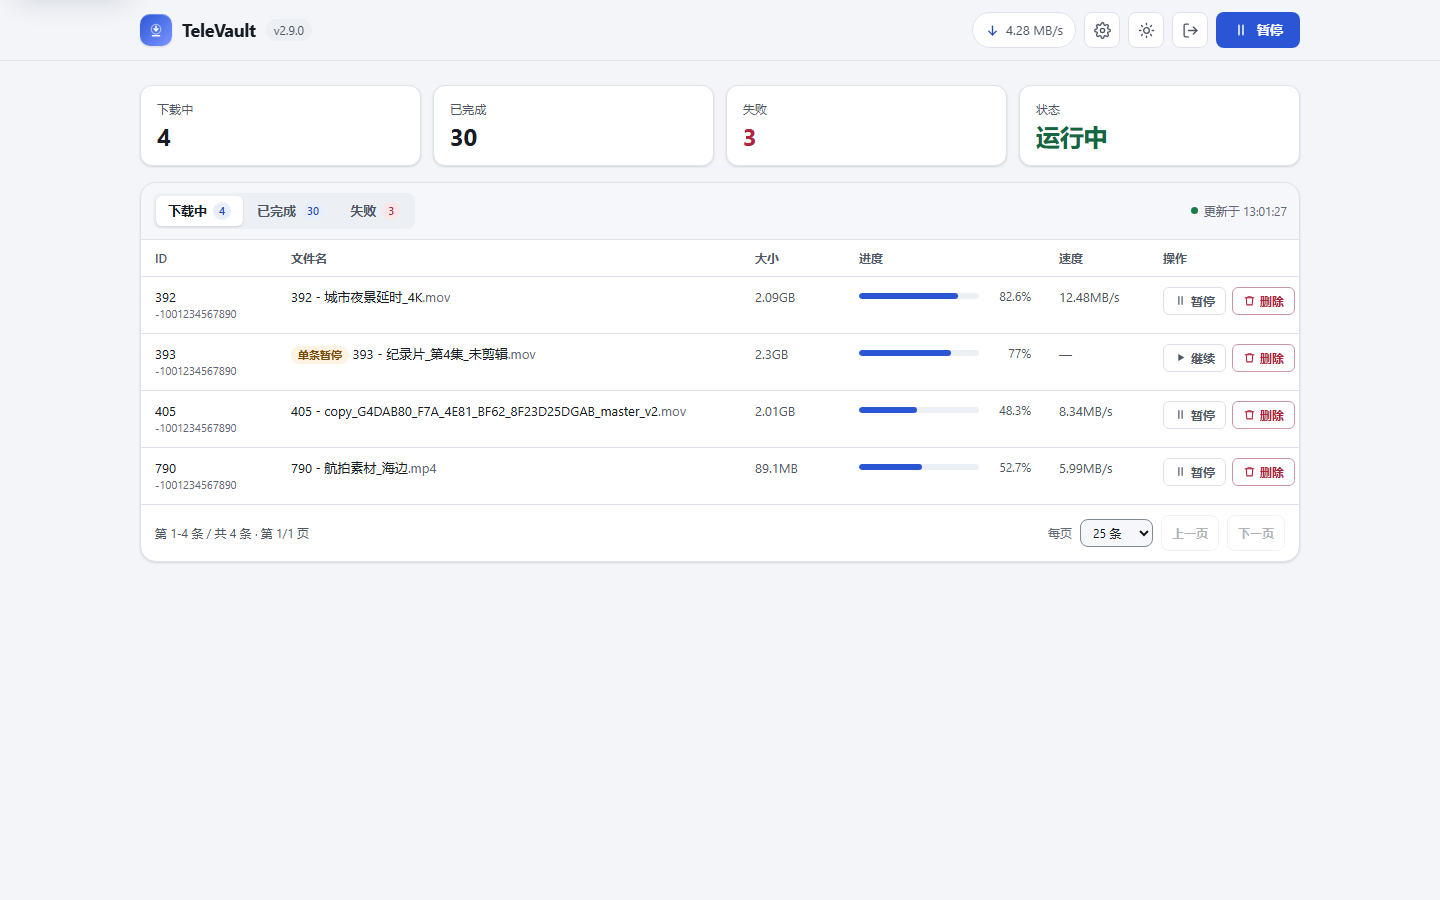 TeleVault v2.9.0 4.28 MB/s 暂停
下载中 已完成 失败 状态
4 30 3 运行中
下载中 4 已完成 30 失败 3 更新于 13:01:27
ID 文件名 大小 进度 速度 操作
392 392 - 城市夜景延时_4K.mov 2.09GB 82.6% 12.48MB/s 暂停 删除
-1001234567890
393 单条暂停 393 - 纪录片_第4集_未剪辑.mov 2.3GB 77% — 继续 删除
-1001234567890
405 405 - copy_G4DAB80_F7A_4E81_BF62_8F23D25DGAB_master_v2.mov 2.01GB 48.3% 8.34MB/s 暂停 删除
-1001234567890
790 790 - 航拍素材_海边.mp4 89.1MB 52.7% 5.99MB/s 暂停 删除
-1001234567890
第 1-4 条 / 共 4 条 · 第 1/1 页 每页 25 条 上一页 下一页